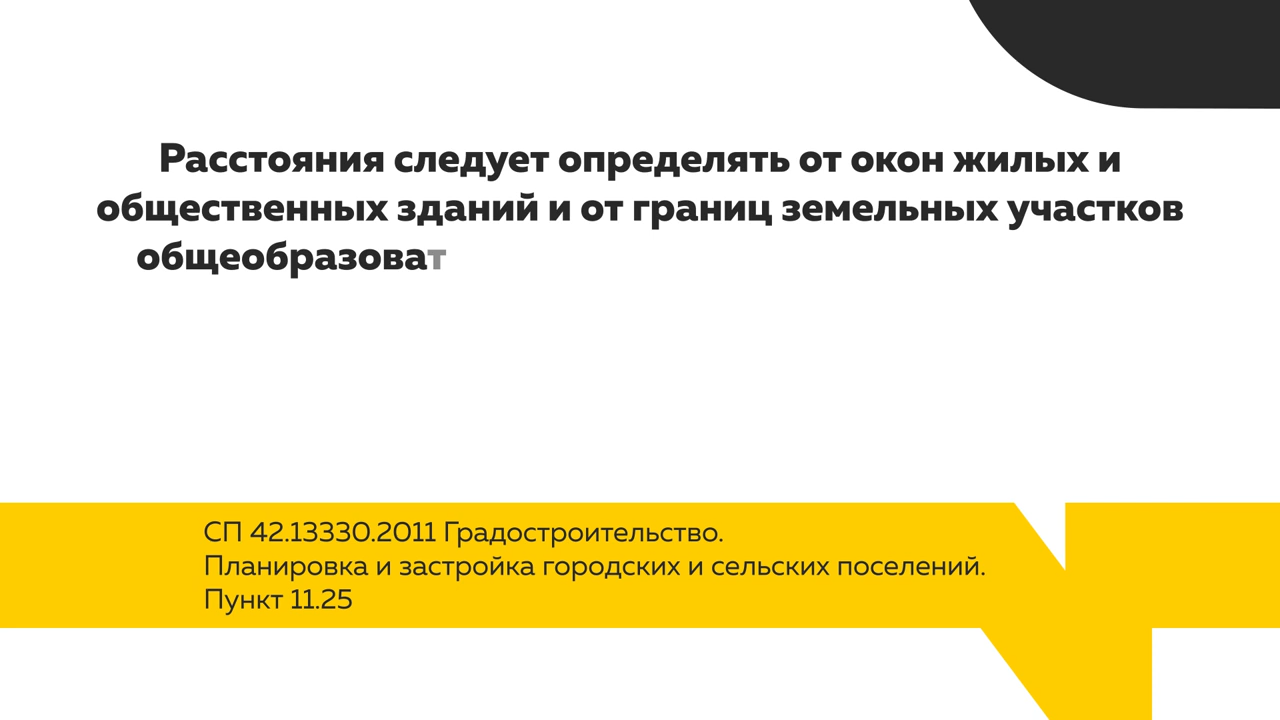 Расстояния следует определять от окон жилых и
общественных зданий и от границ земельных участков
общеобразоват
СП 42.13330.2011 Градостроительство.
Планировка и застройка городских и сельских поселений.
Пункт 11.25